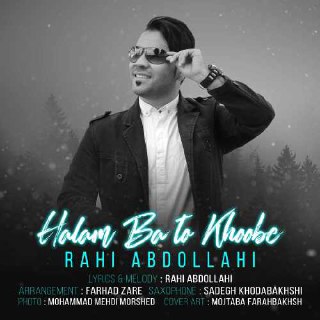 Halam Ba to Khoobe
RAHI ABDOLLAHI
LYRICS & MELODY : RAHI ABDOLLAHI
ARRANGEMENT : FARHAD ZARE SAXOPHONE : SADEGH KHODABAKHSHI
PHOTO : MOHAMMAD MEHDI MORSHED COVER ART : MOJTABA FARAHBAKHSH